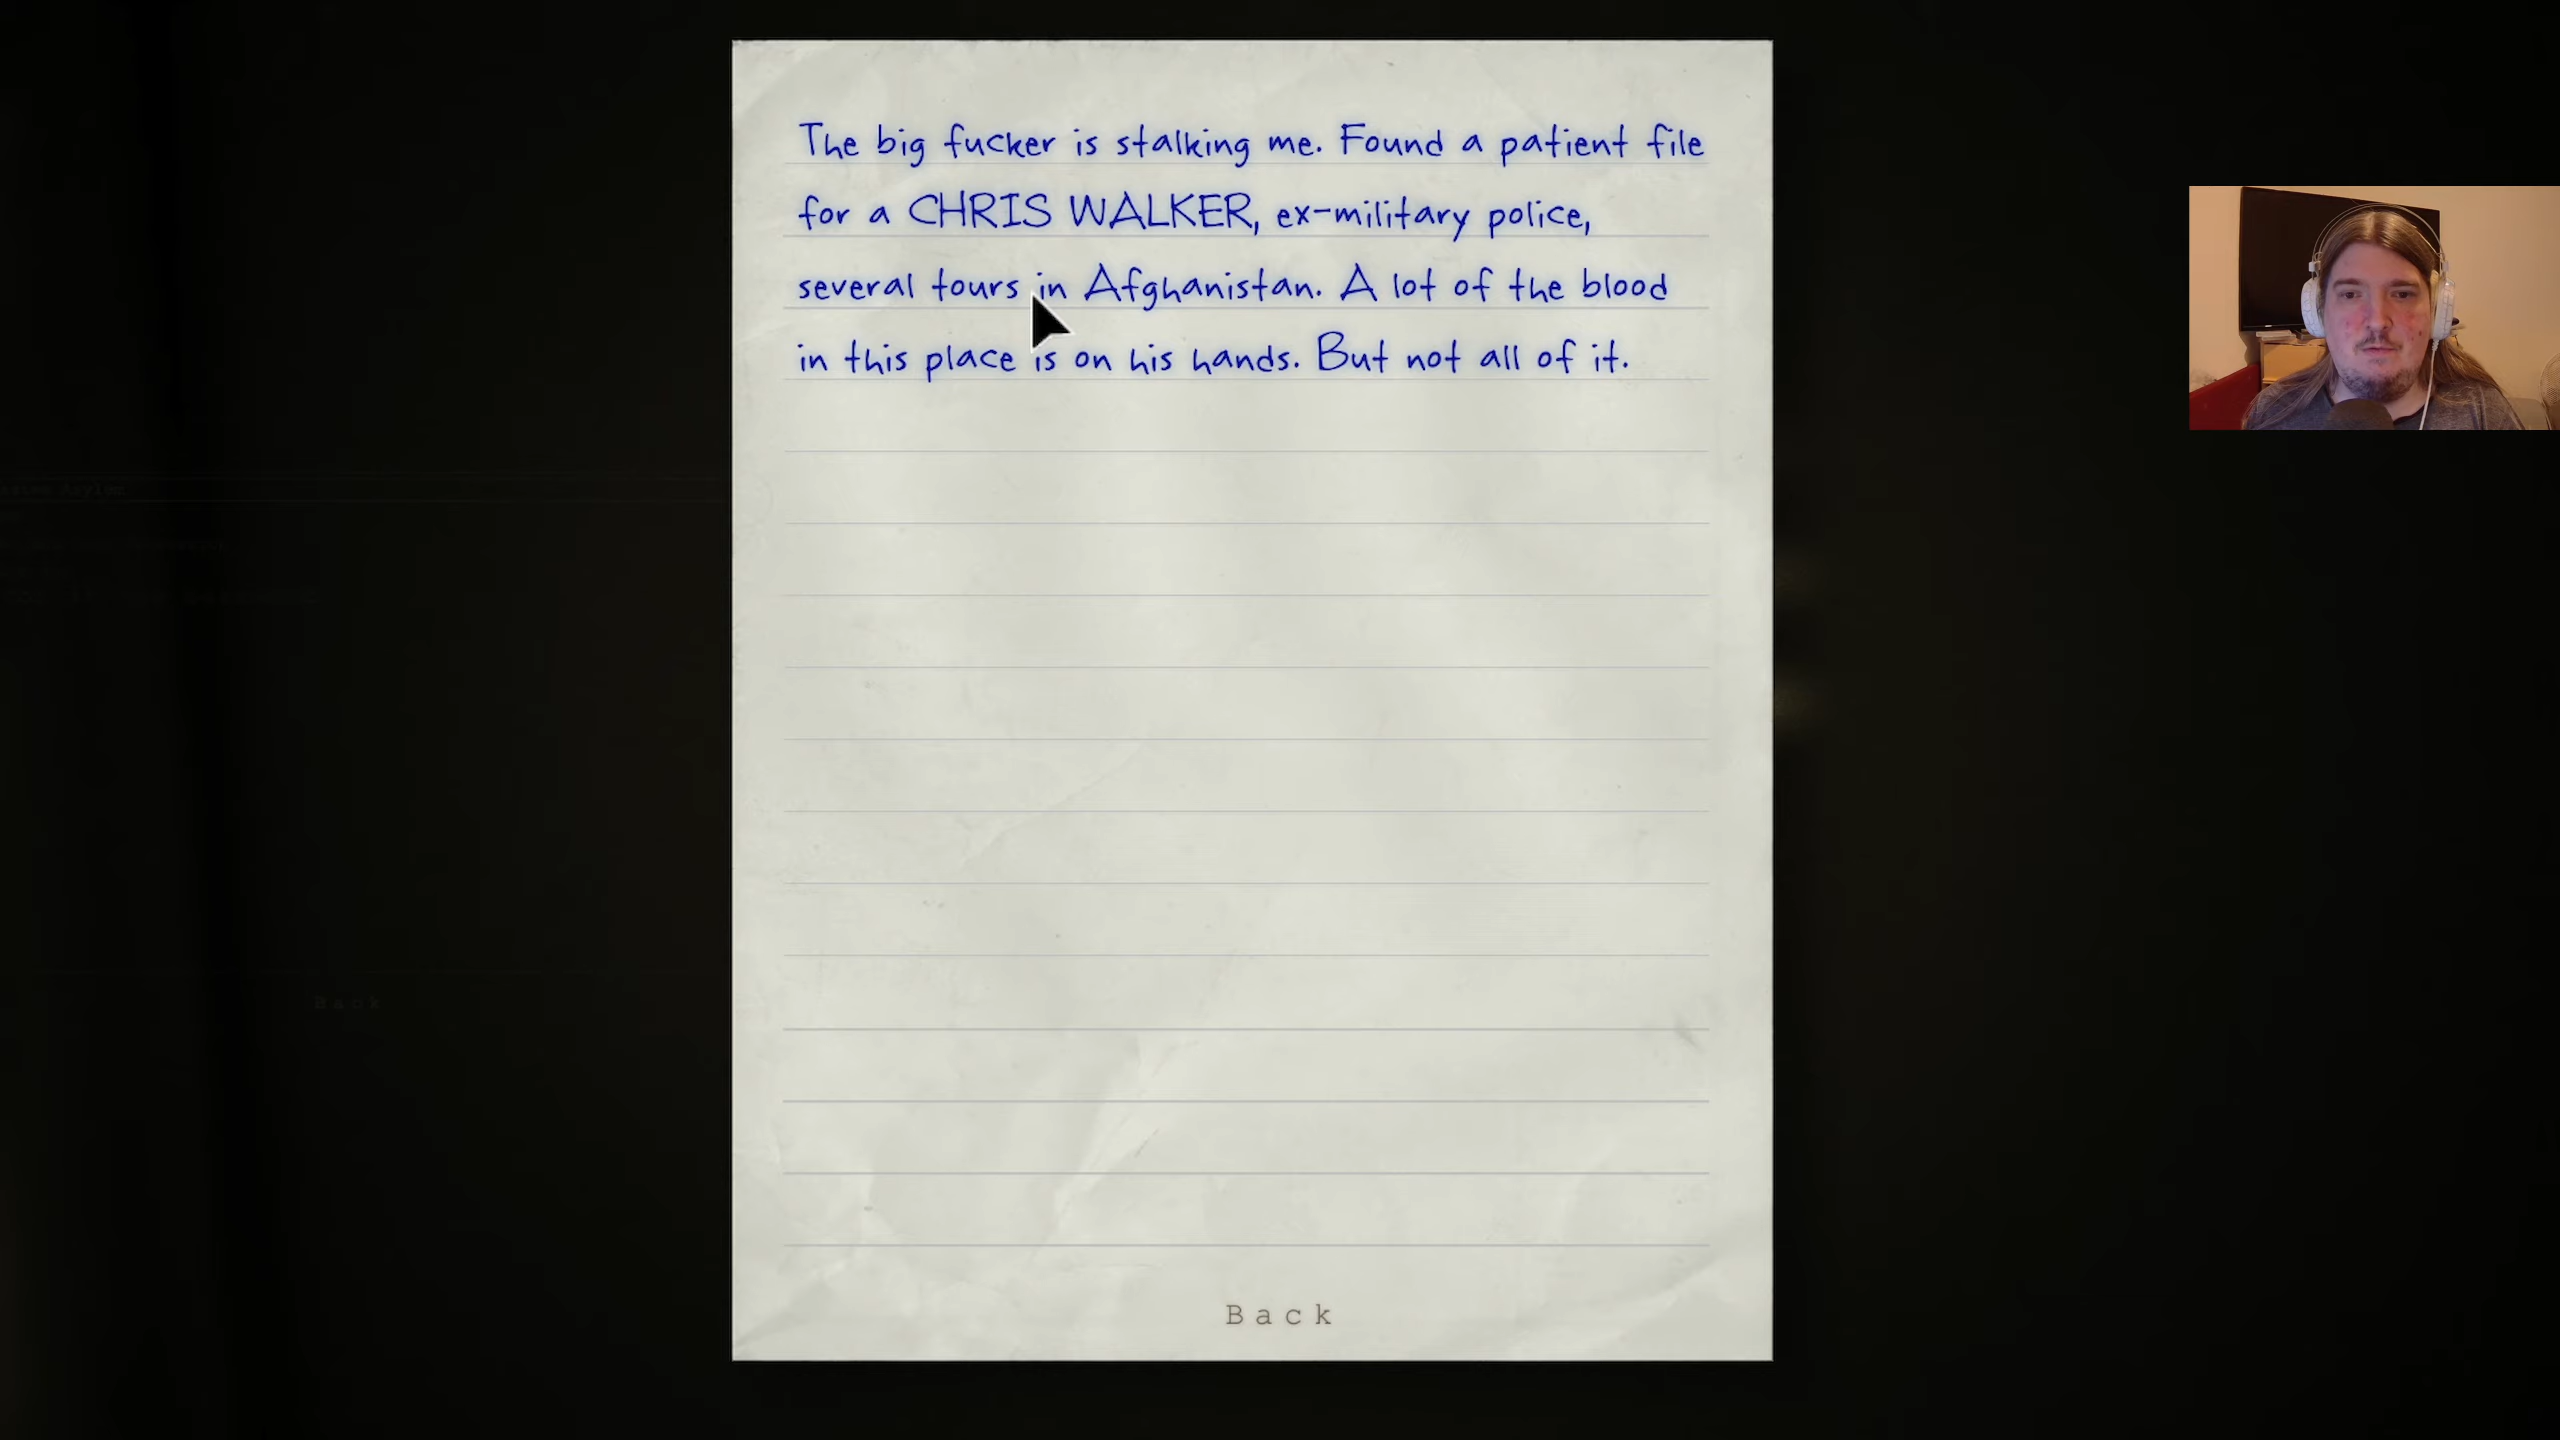 The big fucker is stalking me. Found a patient file
for a CHRIS WALKER, ex-military police,
several tours in Afghanistan. A lot of the blood
in this place is on his hands. But not all of it.
Back
Back